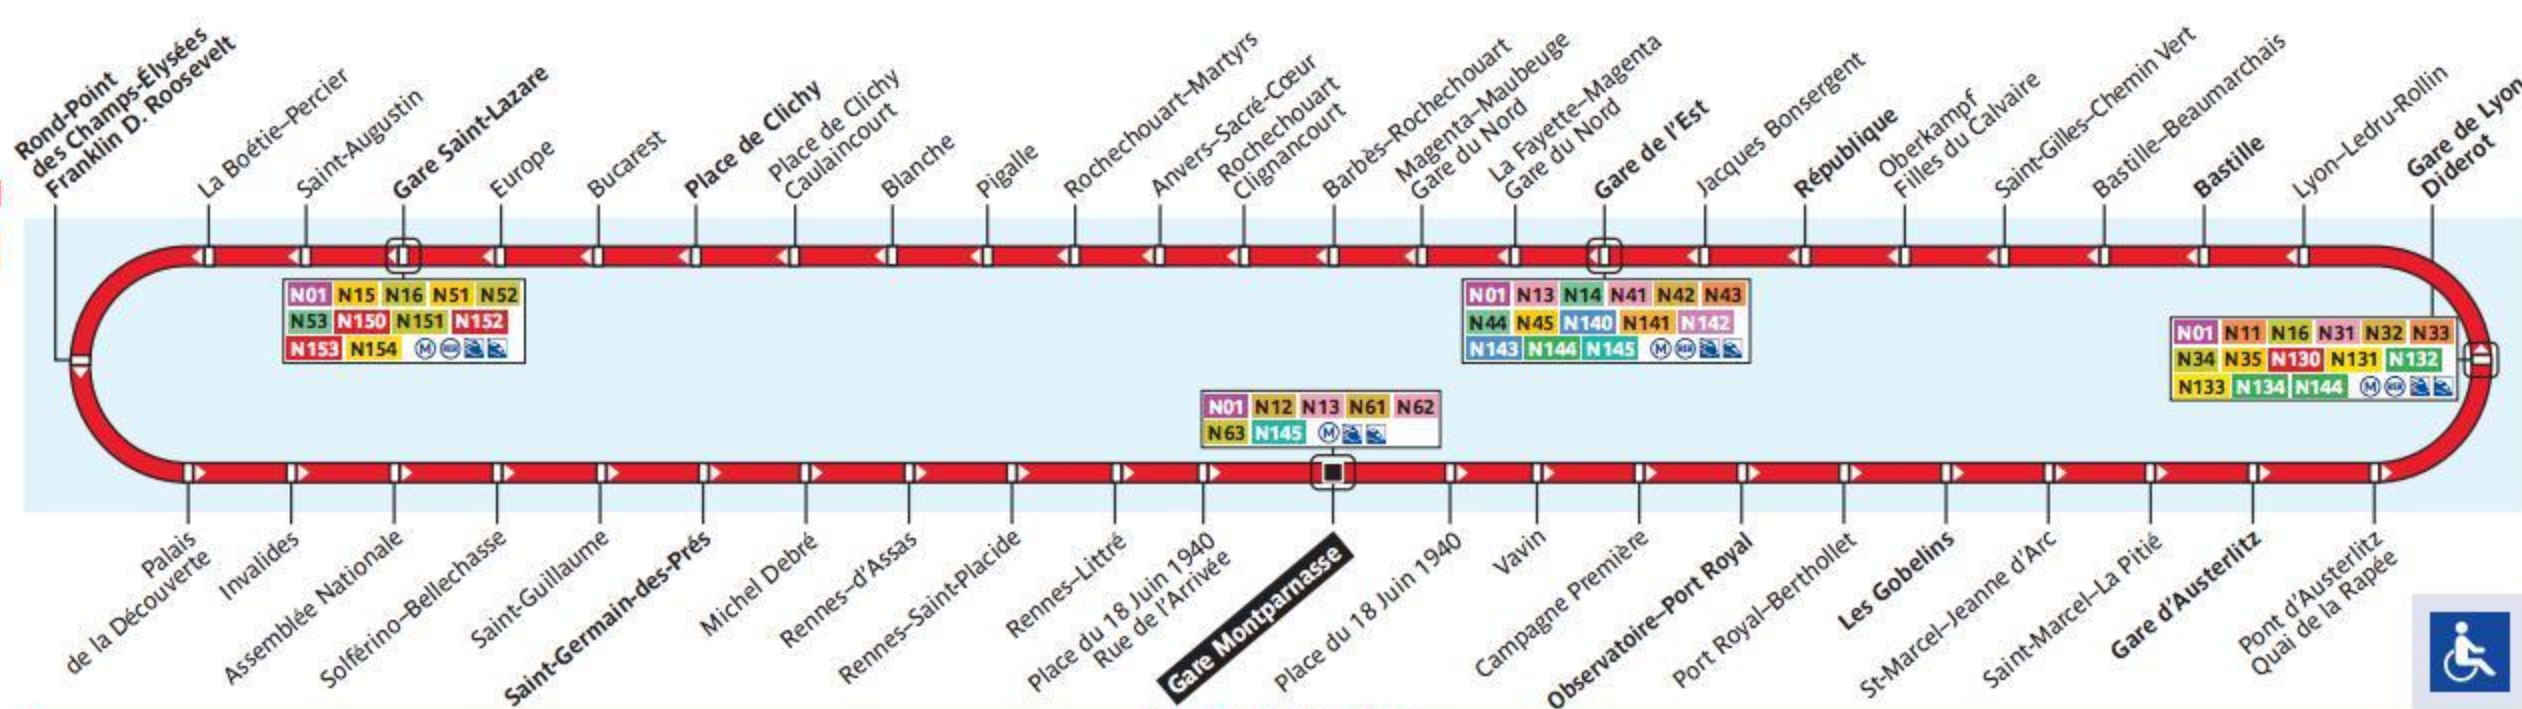 Rond-Point
des Champs-Élysées
Franklin D. Roosevelt
La Boétie–Percier
Saint-Augustin
Gare Saint-Lazare
Europe
Bucarest
Place de Clichy
Place de Clichy
Caulaincourt
Blanche
Pigalle
Rochechouart–Martyrs
Anvers–Sacré-Cœur
Rochechouart
Clignancourt
Barbès–Rochechouart
Magenta–Maubeuge
Gare du Nord
La Fayette–Magenta
Gare du Nord
Gare de l'Est
Jacques Bonsergent
République
Oberkampf
Filles du Calvaire
Saint-Gilles–Chemin Vert
Bastille–Beaumarchais
Bastille
Lyon–Ledru-Rollin
Gare de Lyon
Diderot
N01 N15 N16 N51 N52
N53 N150 N151 N152
N153 N154 M RER
N01 N13 N14 N41 N42 N43
N44 N45 N140 N141 N142
N143 N144 N145 M RER
N01 N11 N16 N31 N32 N33
N34 N35 N130 N131 N132
N133 N134 N144 M RER
N01 N12 N13 N61 N62
N63 N145 M
Palais
de la Découverte
Invalides
Assemblée Nationale
Solférino–Bellechasse
Saint-Guillaume
Saint-Germain-des-Prés
Michel Debré
Rennes–d'Assas
Rennes–Saint-Placide
Rennes–Littré
Place du 18 Juin 1940
Rue de l'Arrivée
Gare Montparnasse
Place du 18 Juin 1940
Vavin
Campagne Première
Observatoire–Port Royal
Port Royal–Berthollet
Les Gobelins
St-Marcel–Jeanne d'Arc
Saint-Marcel–La Pitié
Gare d'Austerlitz
Pont d'Austerlitz
Quai de la Rapée